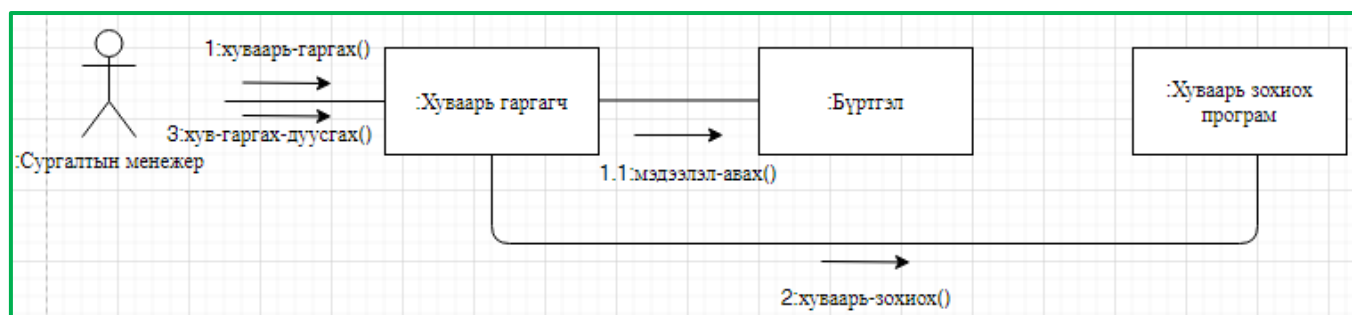 1:хуваарь-гаргах()
3:хув-гаргах-дуусгах()
:Сургалтын менежер
:Хуваарь гаргагч
1.1:мэдээлэл-авах()
:Бүртгэл
:Хуваарь зохиох
програм
2:хуваарь-зохиох()